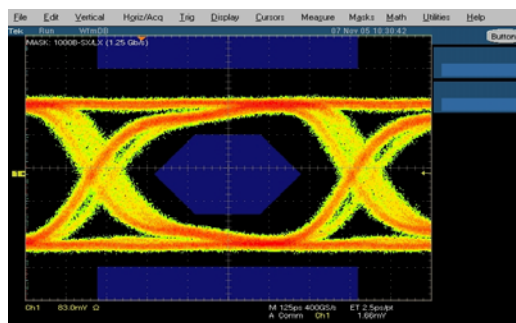 File Edit Vertical Horiz/Acq Trig Display Cursors Measure Masks Math Utilities Help
Tek Run WfmDB 07 Nov 05 18:30:42 Button
MASK: 1000B-SX/LX (1.25 Gb/s)
Ch1 83.0mV Ω M 125ps 400GS/s ET 2.5ps/pt
A Comm Ch1 1.66mV